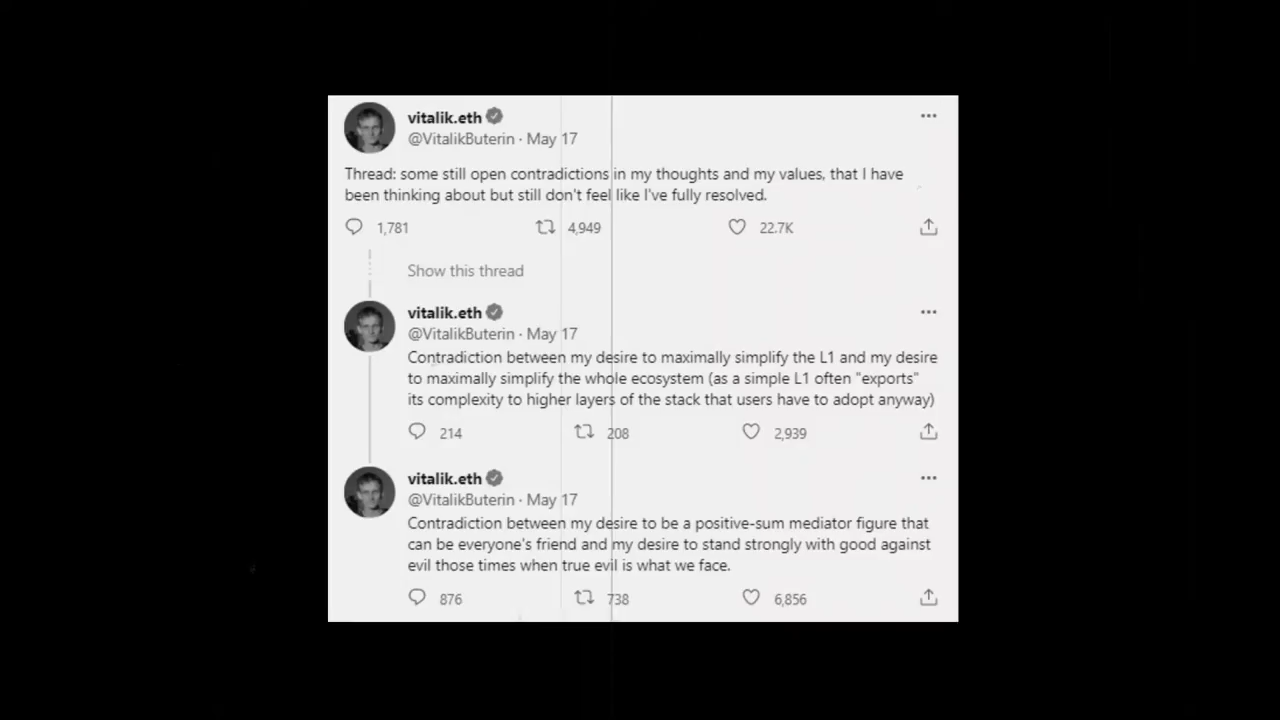 vitalik.eth
@VitalikButerin · May 17
Thread: some still open contradictions in my thoughts and my values, that I have
been thinking about but still don't feel like I've fully resolved.
1,781 4,949 22.7K
Show this thread
vitalik.eth
@VitalikButerin · May 17
Contradiction between my desire to maximally simplify the L1 and my desire
to maximally simplify the whole ecosystem (as a simple L1 often "exports"
its complexity to higher layers of the stack that users have to adopt anyway)
214 208 2,939
vitalik.eth
@VitalikButerin · May 17
Contradiction between my desire to be a positive-sum mediator figure that
can be everyone's friend and my desire to stand strongly with good against
evil those times when true evil is what we face.
876 738 6,856